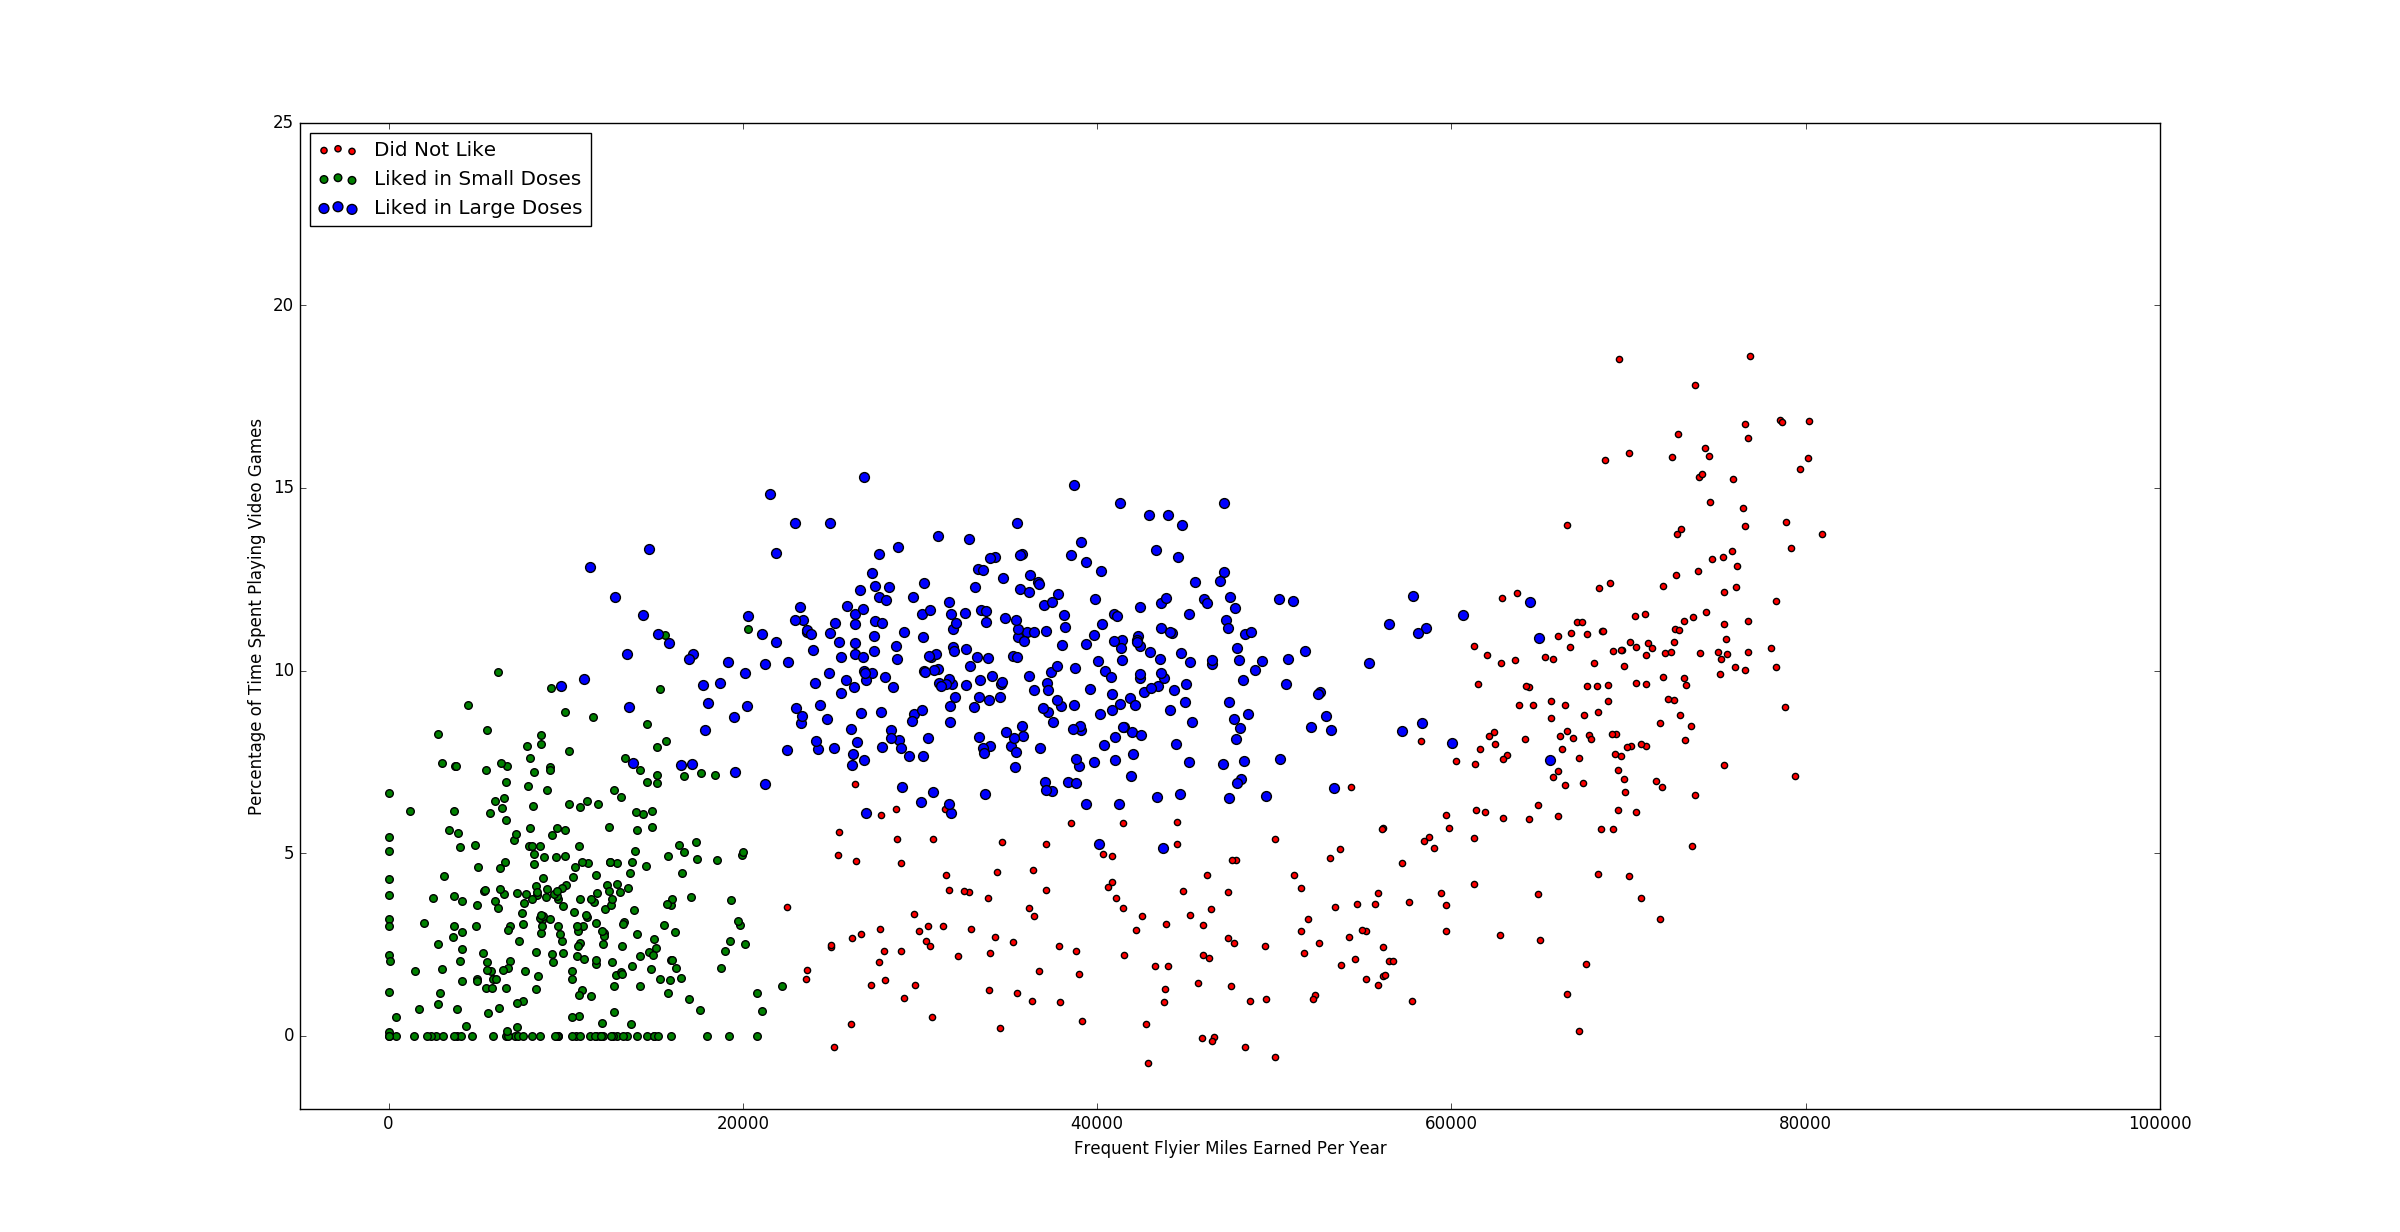 25
Did Not Like
Liked in Small Doses
Liked in Large Doses
20
15
10
5
0
Percentage of Time Spent Playing Video Games
0 20000 40000 60000 80000 100000
Frequent Flyier Miles Earned Per Year